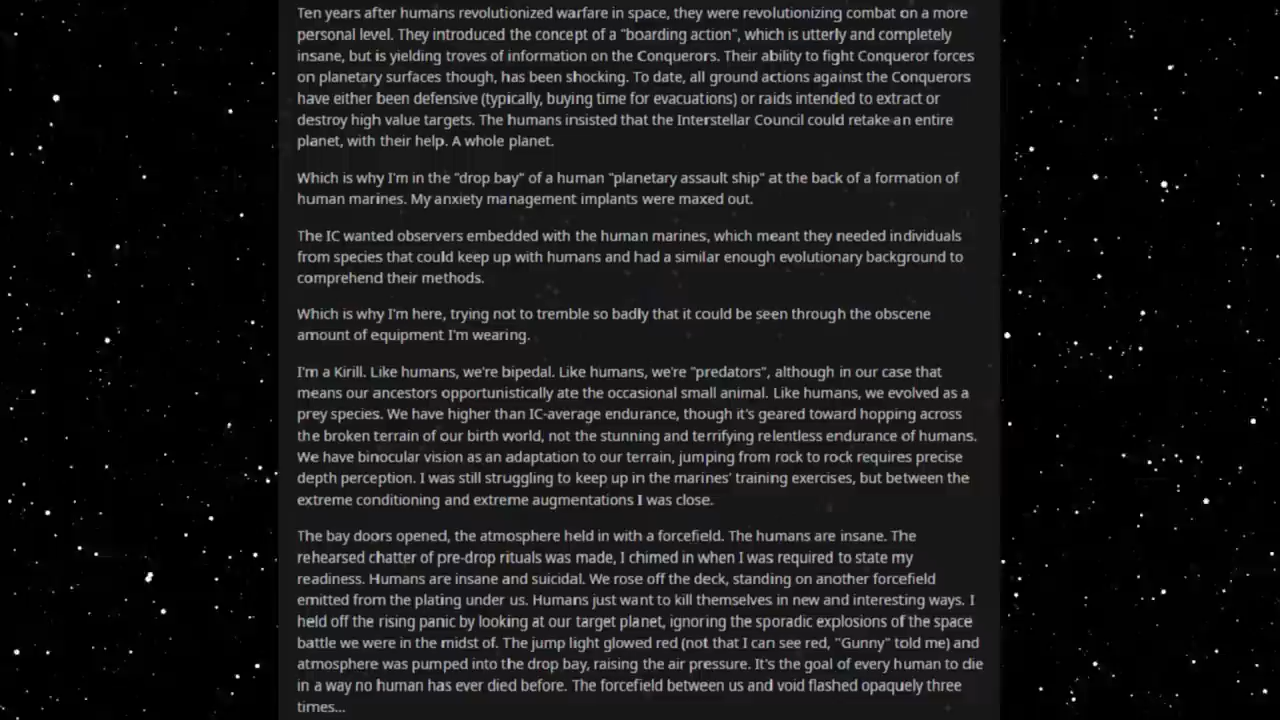 Ten years after humans revolutionized warfare in space, they were revolutionizing combat on a more
personal level. They introduced the concept of a "boarding action", which is utterly and completely
insane, but is yielding troves of information on the Conquerors. Their ability to fight Conqueror forces
on planetary surfaces though, has been shocking. To date, all ground actions against the Conquerors
have either been defensive (typically, buying time for evacuations) or raids intended to extract or
destroy high value targets. The humans insisted that the Interstellar Council could retake an entire
planet, with their help. A whole planet.
Which is why I'm in the "drop bay" of a human "planetary assault ship" at the back of a formation of
human marines. My anxiety management implants were maxed out.
The IC wanted observers embedded with the human marines, which meant they needed individuals
from species that could keep up with humans and had a similar enough evolutionary background to
comprehend their methods.
Which is why I'm here, trying not to tremble so badly that it could be seen through the obscene
amount of equipment I'm wearing.
I'm a Kirill. Like humans, we're bipedal. Like humans, we're "predators", although in our case that
means our ancestors opportunistically ate the occasional small animal. Like humans, we evolved as a
prey species. We have higher than IC-average endurance, though it's geared toward hopping across
the broken terrain of our birth world, not the stunning and terrifying relentless endurance of humans.
We have binocular vision as an adaptation to our terrain, jumping from rock to rock requires precise
depth perception. I was still struggling to keep up in the marines' training exercises, but between the
extreme conditioning and extreme augmentations I was close.
The bay doors opened, the atmosphere held in with a forcefield. The humans are insane. The
rehearsed chatter of pre-drop rituals was made, I chimed in when I was required to state my
readiness. Humans are insane and suicidal. We rose off the deck, standing on another forcefield
emitted from the plating under us. Humans just want to kill themselves in new and interesting ways. I
held off the rising panic by looking at our target planet, ignoring the sporadic explosions of the space
battle we were in the midst of. The jump light glowed red (not that I can see red, "Gunny" told me) and
atmosphere was pumped into the drop bay, raising the air pressure. It's the goal of every human to die
in a way no human has ever died before. The forcefield between us and void flashed opaquely three
times...